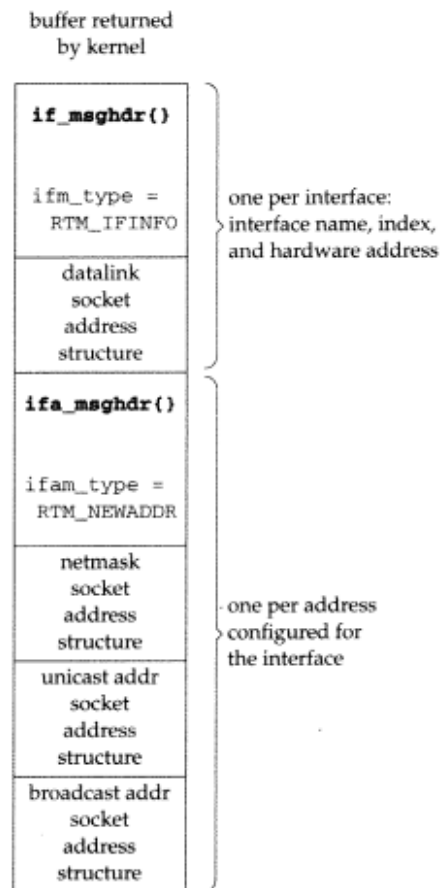 buffer returned
by kernel
if_msghdr{}
ifm_type =
RTM_IFINFO
one per interface:
interface name, index,
and hardware address
datalink
socket
address
structure
ifa_msghdr{}
ifam_type =
RTM_NEWADDR
netmask
socket
address
structure
one per address
configured for
the interface
unicast addr
socket
address
structure
broadcast addr
socket
address
structure